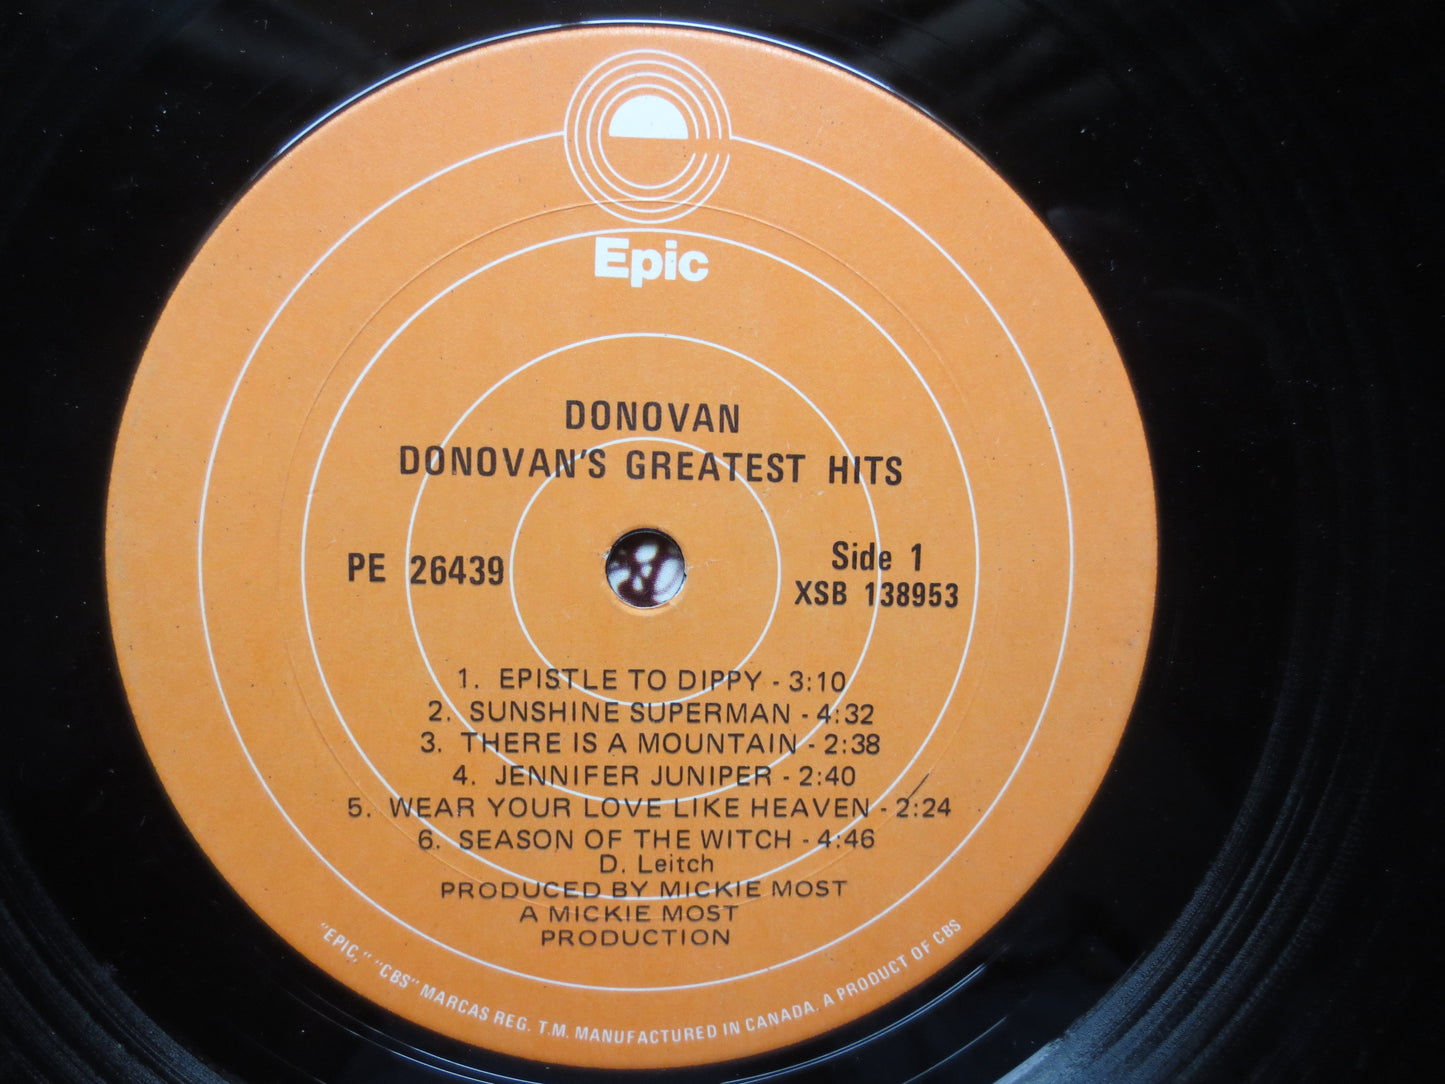 Epic
DONOVAN
DONOVAN'S GREATEST HITS
PE 26439
Side 1
XSB 138953
1. EPISTLE TO DIPPY - 3:10
2. SUNSHINE SUPERMAN - 4:32
3. THERE IS A MOUNTAIN - 2:38
4. JENNIFER JUNIPER - 2:40
5. WEAR YOUR LOVE LIKE HEAVEN - 2:24
6. SEASON OF THE WITCH - 4:46
D. Leitch
PRODUCED BY MICKIE MOST
A MICKIE MOST
PRODUCTION
"EPIC," "CBS" MARCAS REG. T.M. MANUFACTURED IN CANADA. A PRODUCT OF CBS